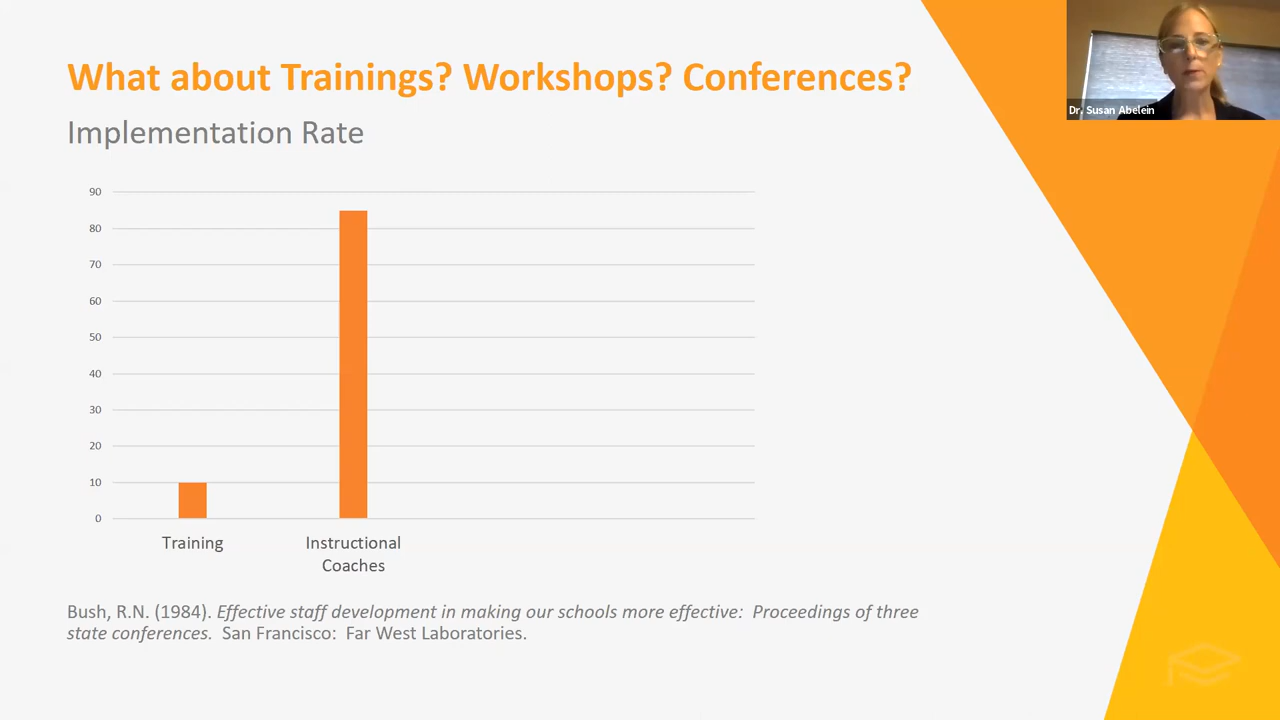 What about Trainings? Workshops? Conferences?
Dr. Susan Abelein
Implementation Rate
90
80
70
60
50
40
30
20
10
0
Training
Instructional
Coaches
Bush, R.N. (1984). Effective staff development in making our schools more effective: Proceedings of three
state conferences. San Francisco: Far West Laboratories.